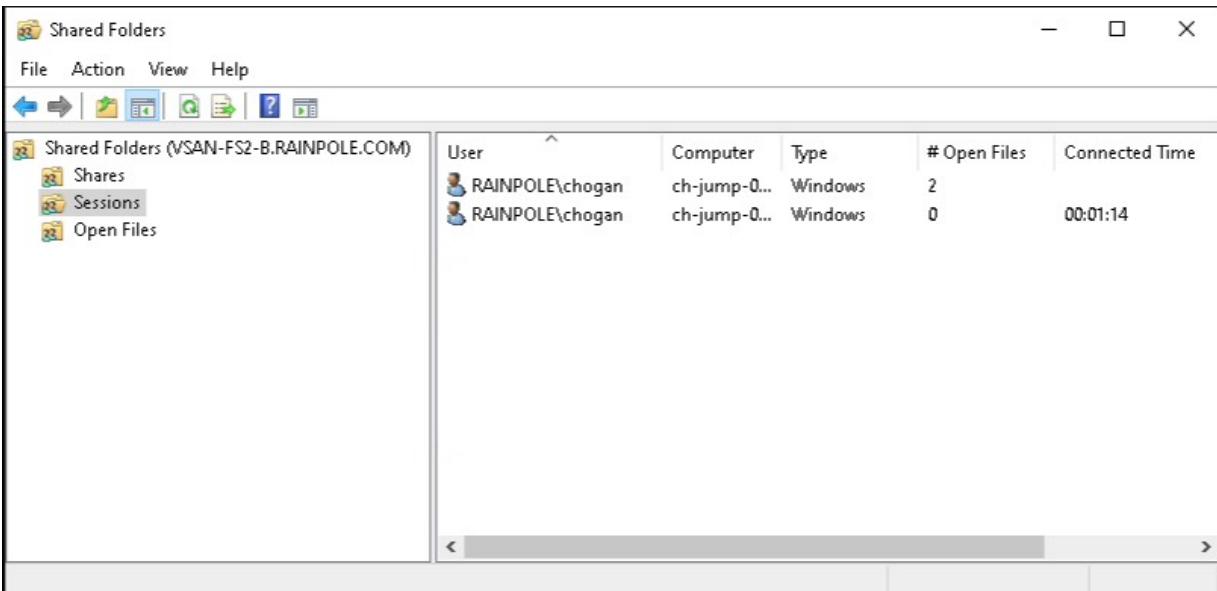 Shared Folders
File Action View Help
Shared Folders (VSAN-FS2-B.RAINPOLE.COM)
Shares
Sessions
Open Files
User Computer Type # Open Files Connected Time
RAINPOLE\chogan ch-jump-0... Windows 2
RAINPOLE\chogan ch-jump-0... Windows 0 00:01:14